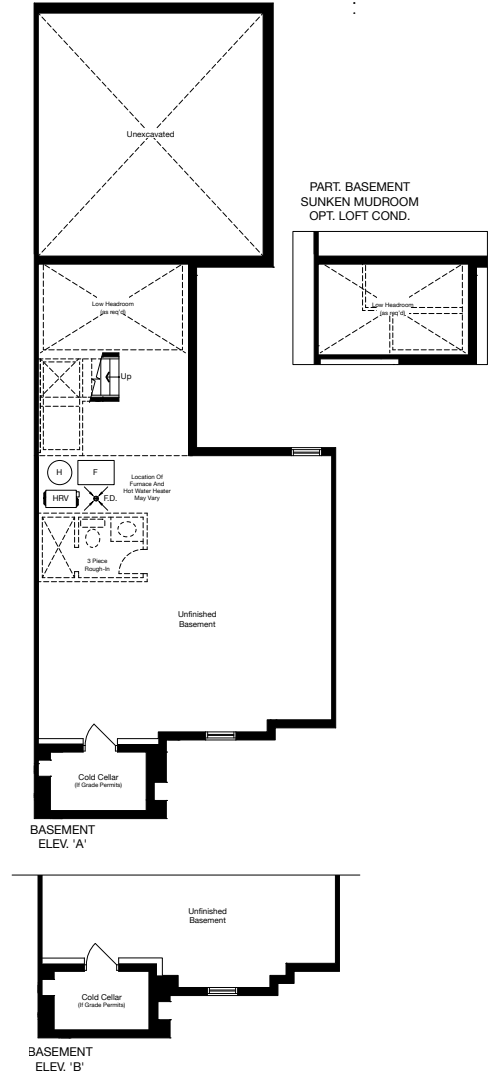 Unexcavated
PART. BASEMENT
SUNKEN MUDROOM
OPT. LOFT COND.
Low Headroom
(as req'd)
Low Headroom
(as req'd)
Up
H
F
Location Of
Furnace And
Hot Water Heater
May Vary
HRV
F.D.
3 Piece
Rough-In
Unfinished
Basement
Cold Cellar
(If Grade Permits)
BASEMENT
ELEV. 'A'
Unfinished
Basement
Cold Cellar
(If Grade Permits)
BASEMENT
ELEV. 'B'